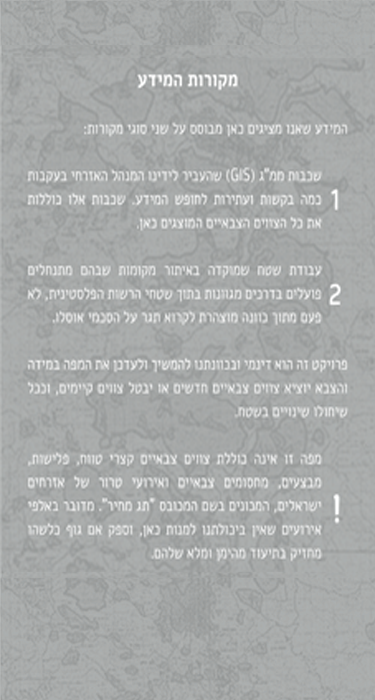 מקורות המידע
המידע שאנו מציגים כאן מבוסס על שני סוגי מקורות:
שכבות ממ"ג (GIS) שהעביר לידינו המנהל האזרחי בעקבות
1 כמה בקשות ועתירות לחופש המידע. שכבות אלו כוללות
את כל הצווים הצבאיים המוצגים כאן.
עבודת שטח שמוקדה באיתור מקומות שבהם מתנחלים
2 פועלים בדרכים מגוונות בתוך שטחי הרשות הפלסטינית, לא
פעם מתוך כוונה מוצהרת לקרוא תגר על הסכמי אוסלו.
פרויקט זה הוא דינמי ובכוונתנו להמשיך ולעדכן את המפה במידה
והצבא יוציא צווים צבאיים חדשים או יבטל צווים קיימים, וככל
שיחולו שינויים בשטח.
מפה זו אינה כוללת צווים צבאיים קצרי טווח, פלישות,
מבצעים, מחסומים צבאיים ואירועי טרור של אזרחים
! ישראלים, המכונים בשם המכובס "תג מחיר". מדובר באלפי
אירועים שאין ביכולתנו למנות כאן, וספק אם גוף כלשהו
מחזיק בתיעוד מהימן ומלא שלהם.